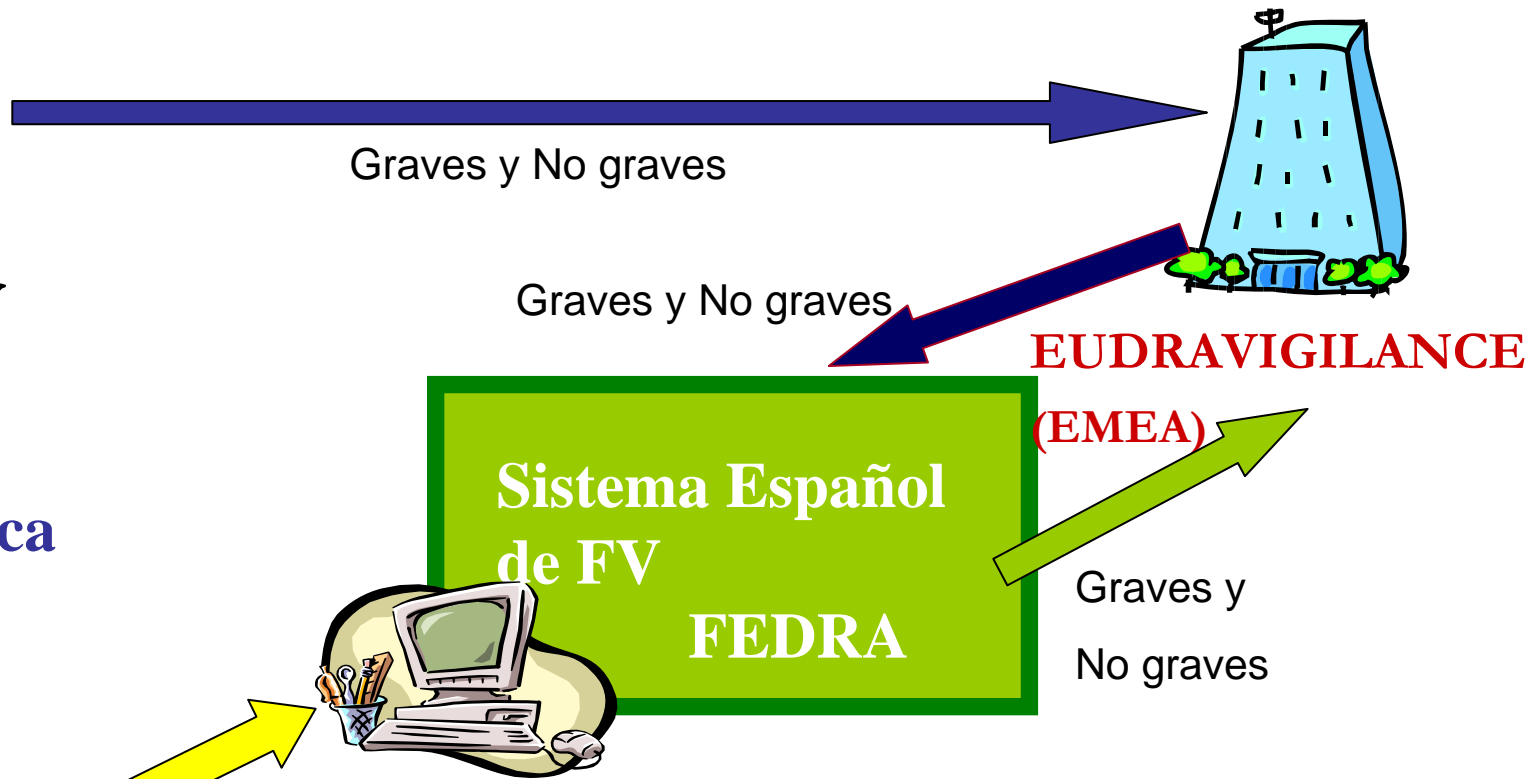 Graves y No graves
Graves y No graves
EUDRAVIGILANCE
(EMEA)
Sistema Español
de FV
FEDRA
ca
Graves y
No graves